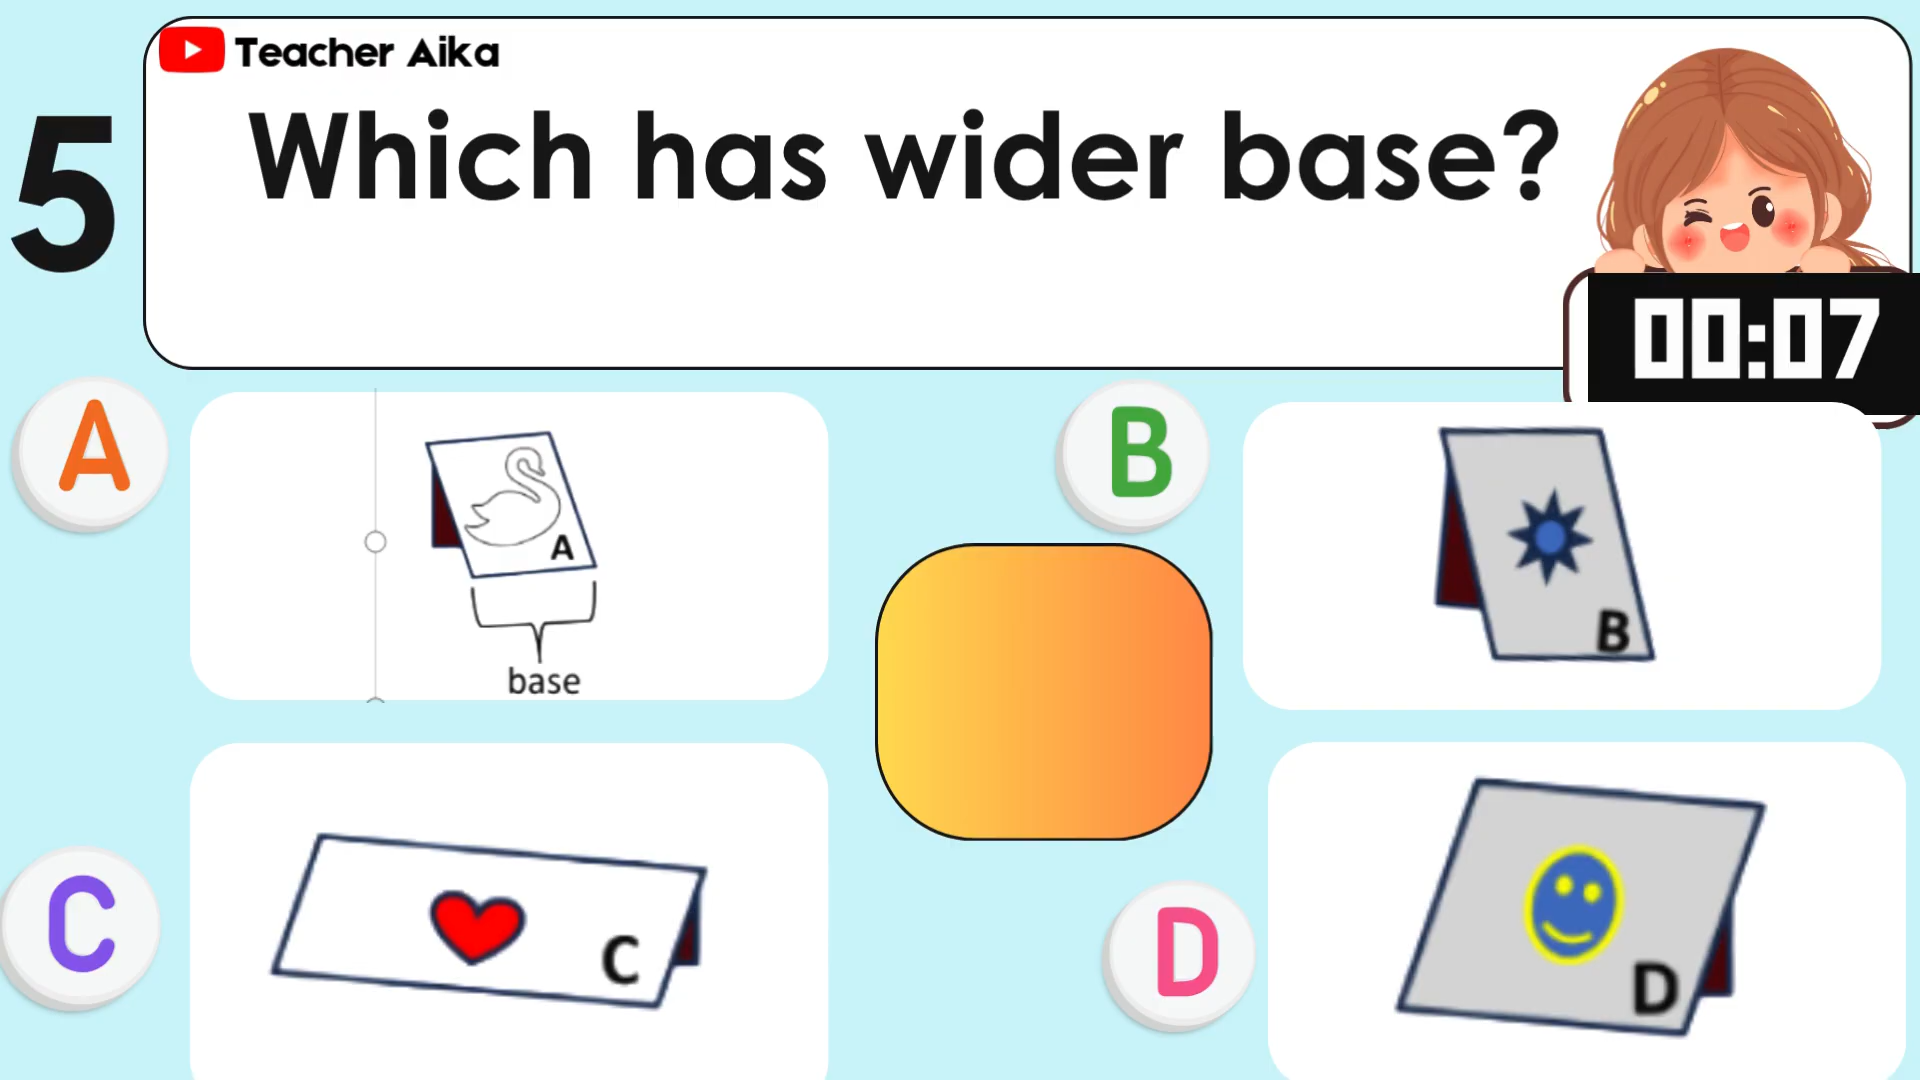 Teacher Aika
5
Which has wider base?
00:07
A
A
base
B
B
C
C
D
D